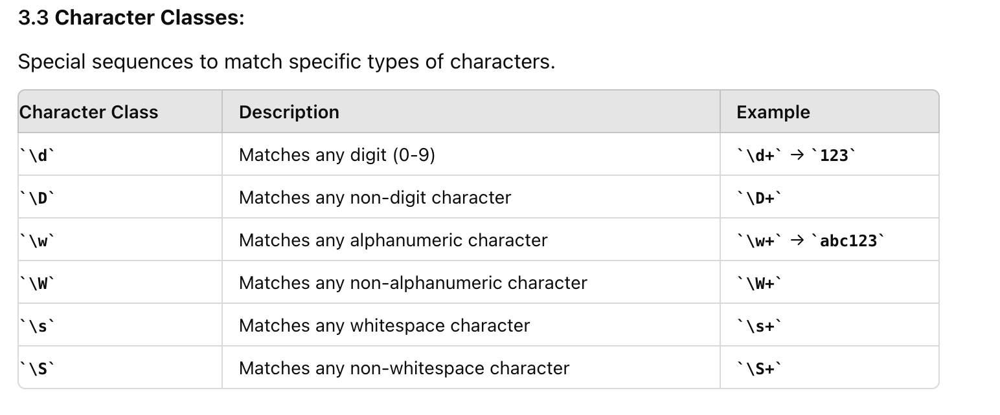 3.3 Character Classes:
Special sequences to match specific types of characters.
Character Class Description Example
`\d` Matches any digit (0-9) `\d+` → `123`
`\D` Matches any non-digit character `\D+`
`\w` Matches any alphanumeric character `\w+` → `abc123`
`\W` Matches any non-alphanumeric character `\W+`
`\s` Matches any whitespace character `\s+`
`\S` Matches any non-whitespace character `\S+`